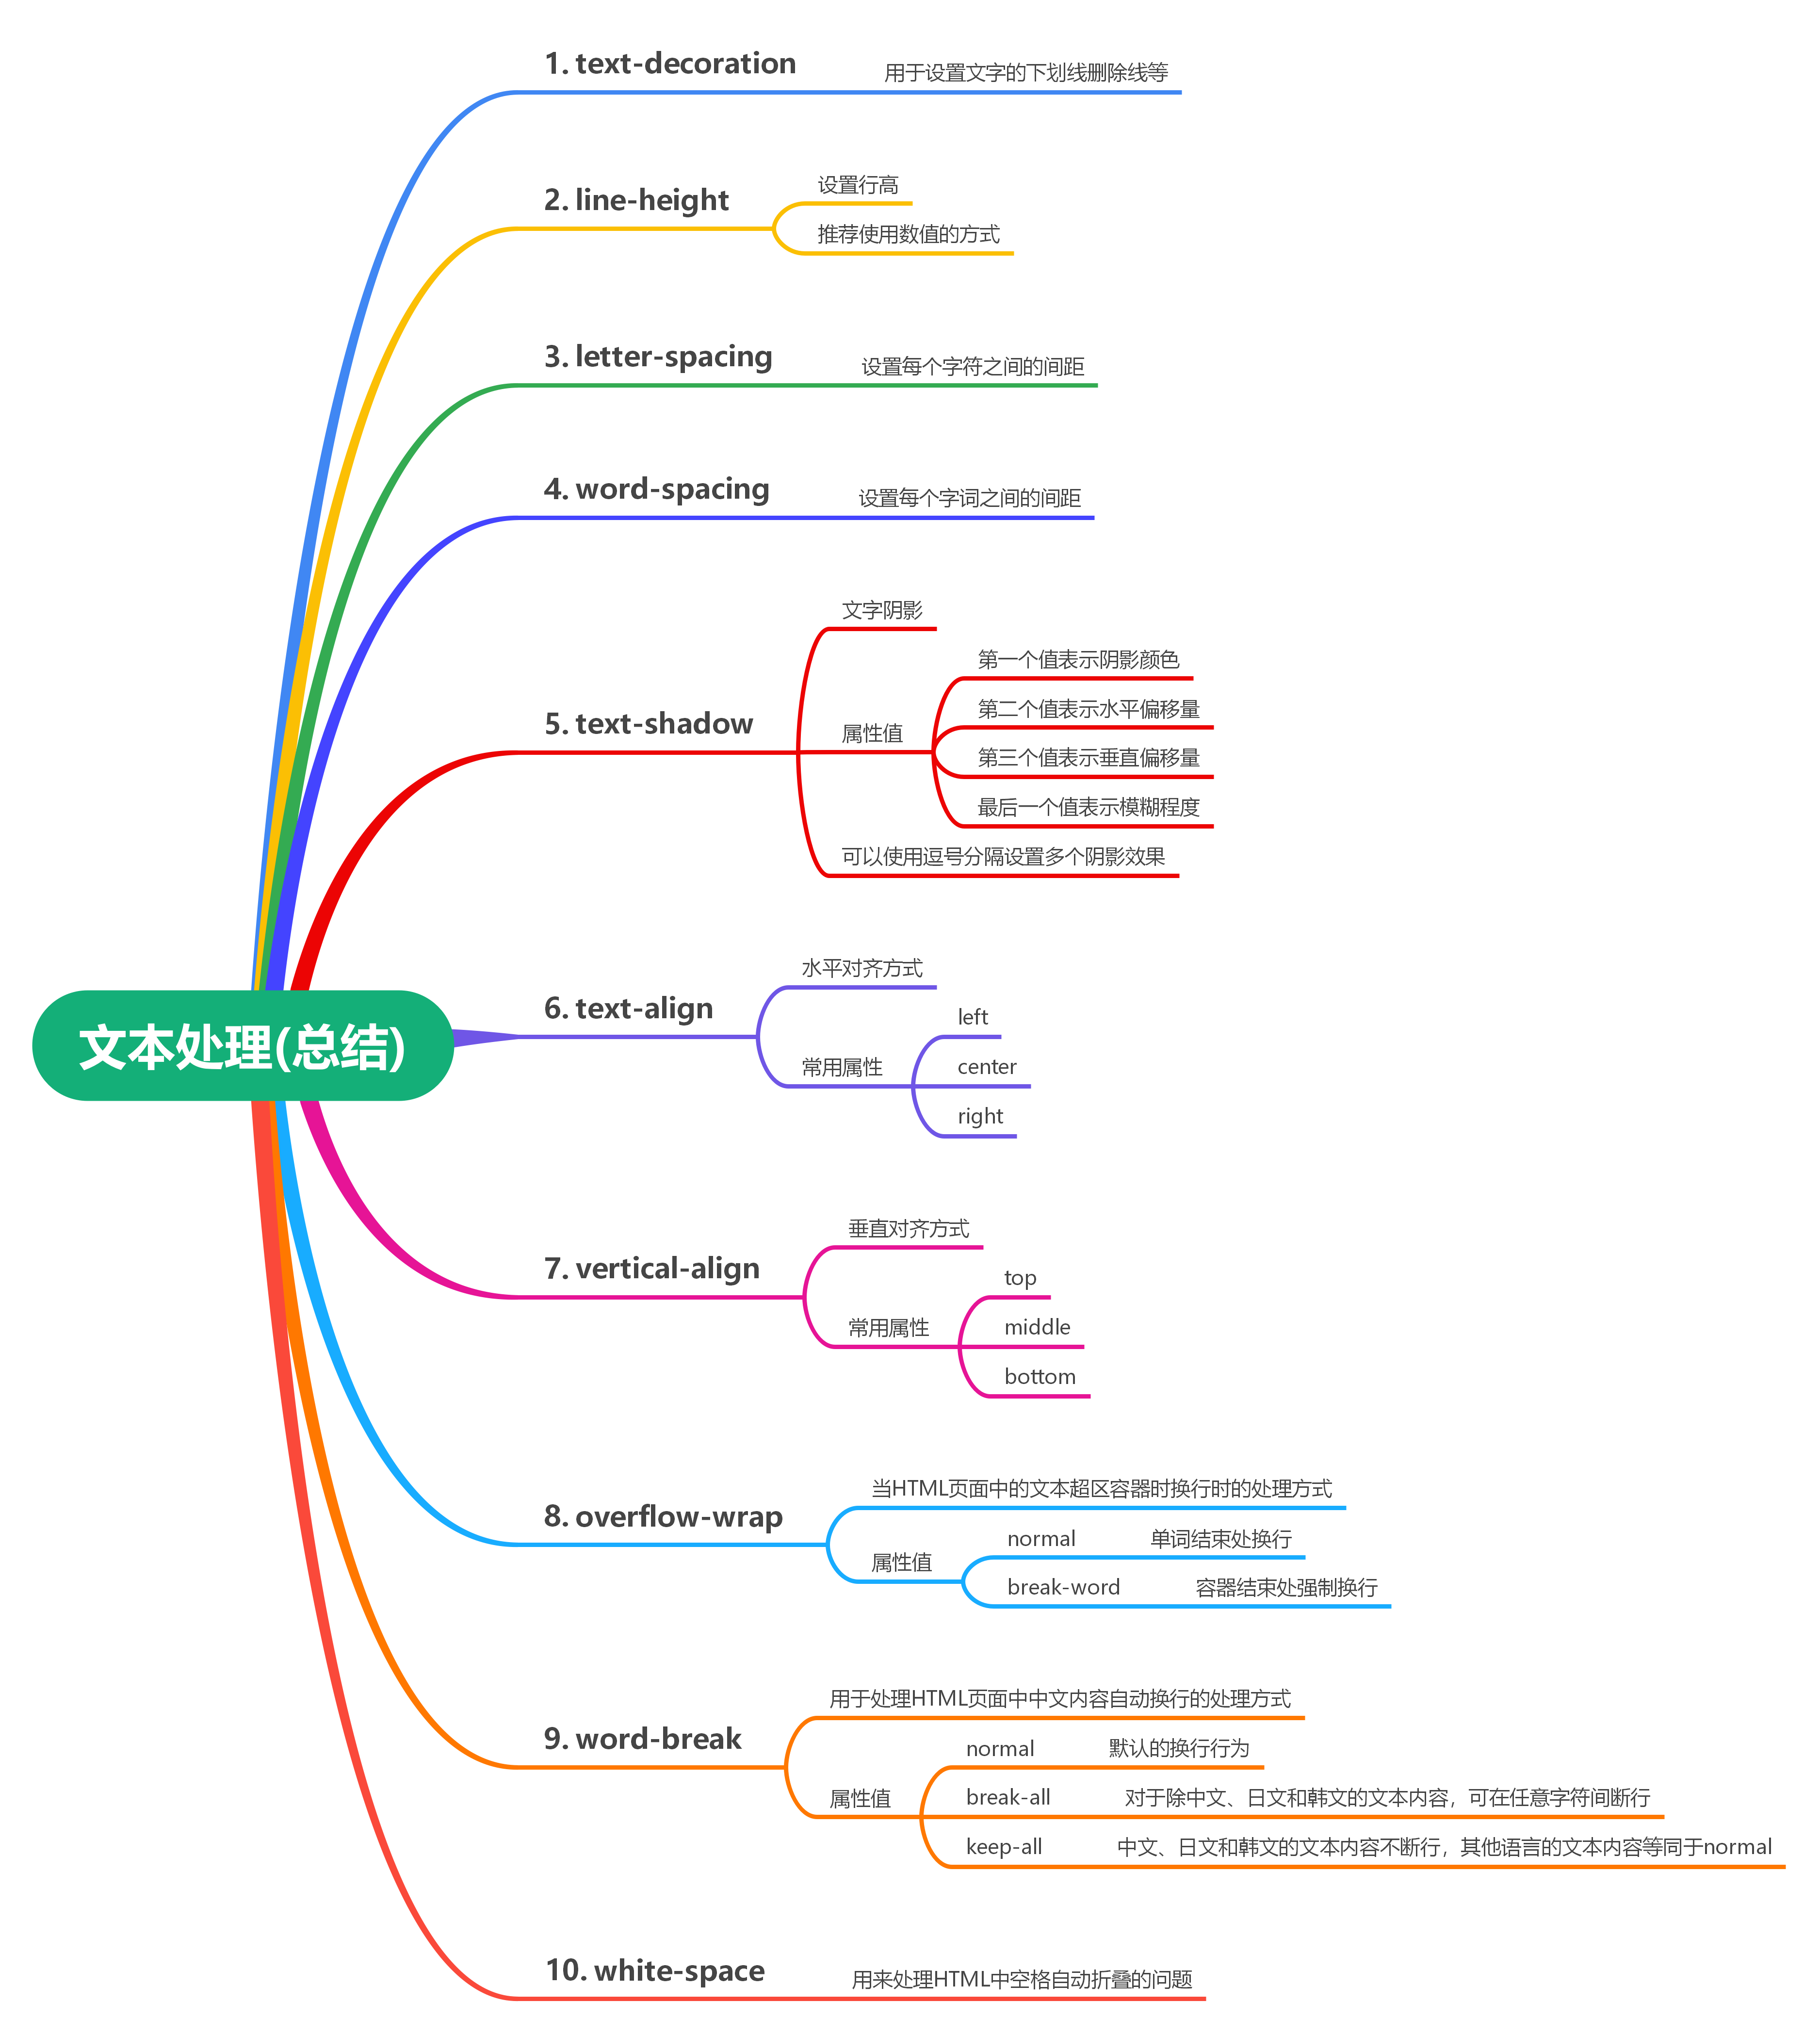 文本处理(总结)
1. text-decoration
用于设置文字的下划线删除线等
2. line-height
设置行高
推荐使用数值的方式
3. letter-spacing
设置每个字符之间的间距
4. word-spacing
设置每个字词之间的间距
5. text-shadow
文字阴影
属性值
第一个值表示阴影颜色
第二个值表示水平偏移量
第三个值表示垂直偏移量
最后一个值表示模糊程度
可以使用逗号分隔设置多个阴影效果
6. text-align
水平对齐方式
常用属性
left
center
right
7. vertical-align
垂直对齐方式
常用属性
top
middle
bottom
8. overflow-wrap
当HTML页面中的文本超区容器时换行时的处理方式
属性值
normal
单词结束处换行
break-word
容器结束处强制换行
9. word-break
用于处理HTML页面中中文内容自动换行的处理方式
属性值
normal
默认的换行行为
break-all
对于除中文、日文和韩文的文本内容，可在任意字符间断行
keep-all
中文、日文和韩文的文本内容不断行，其他语言的文本内容等同于normal
10. white-space
用来处理HTML中空格自动折叠的问题